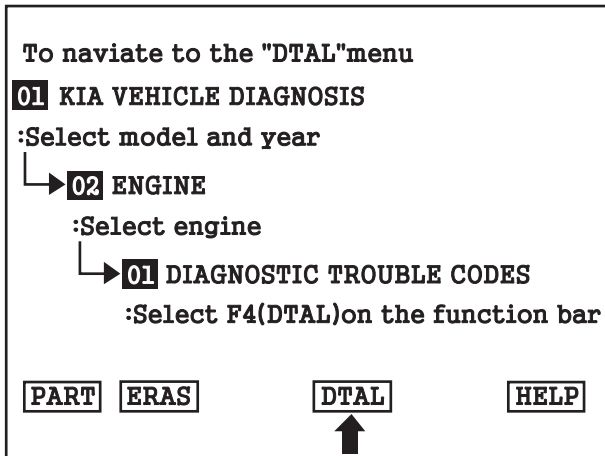 To naviate to the "DTAL"menu
01 KIA VEHICLE DIAGNOSIS
:Select model and year
02 ENGINE
:Select engine
01 DIAGNOSTIC TROUBLE CODES
:Select F4(DTAL)on the function bar
PART ERAS DTAL HELP